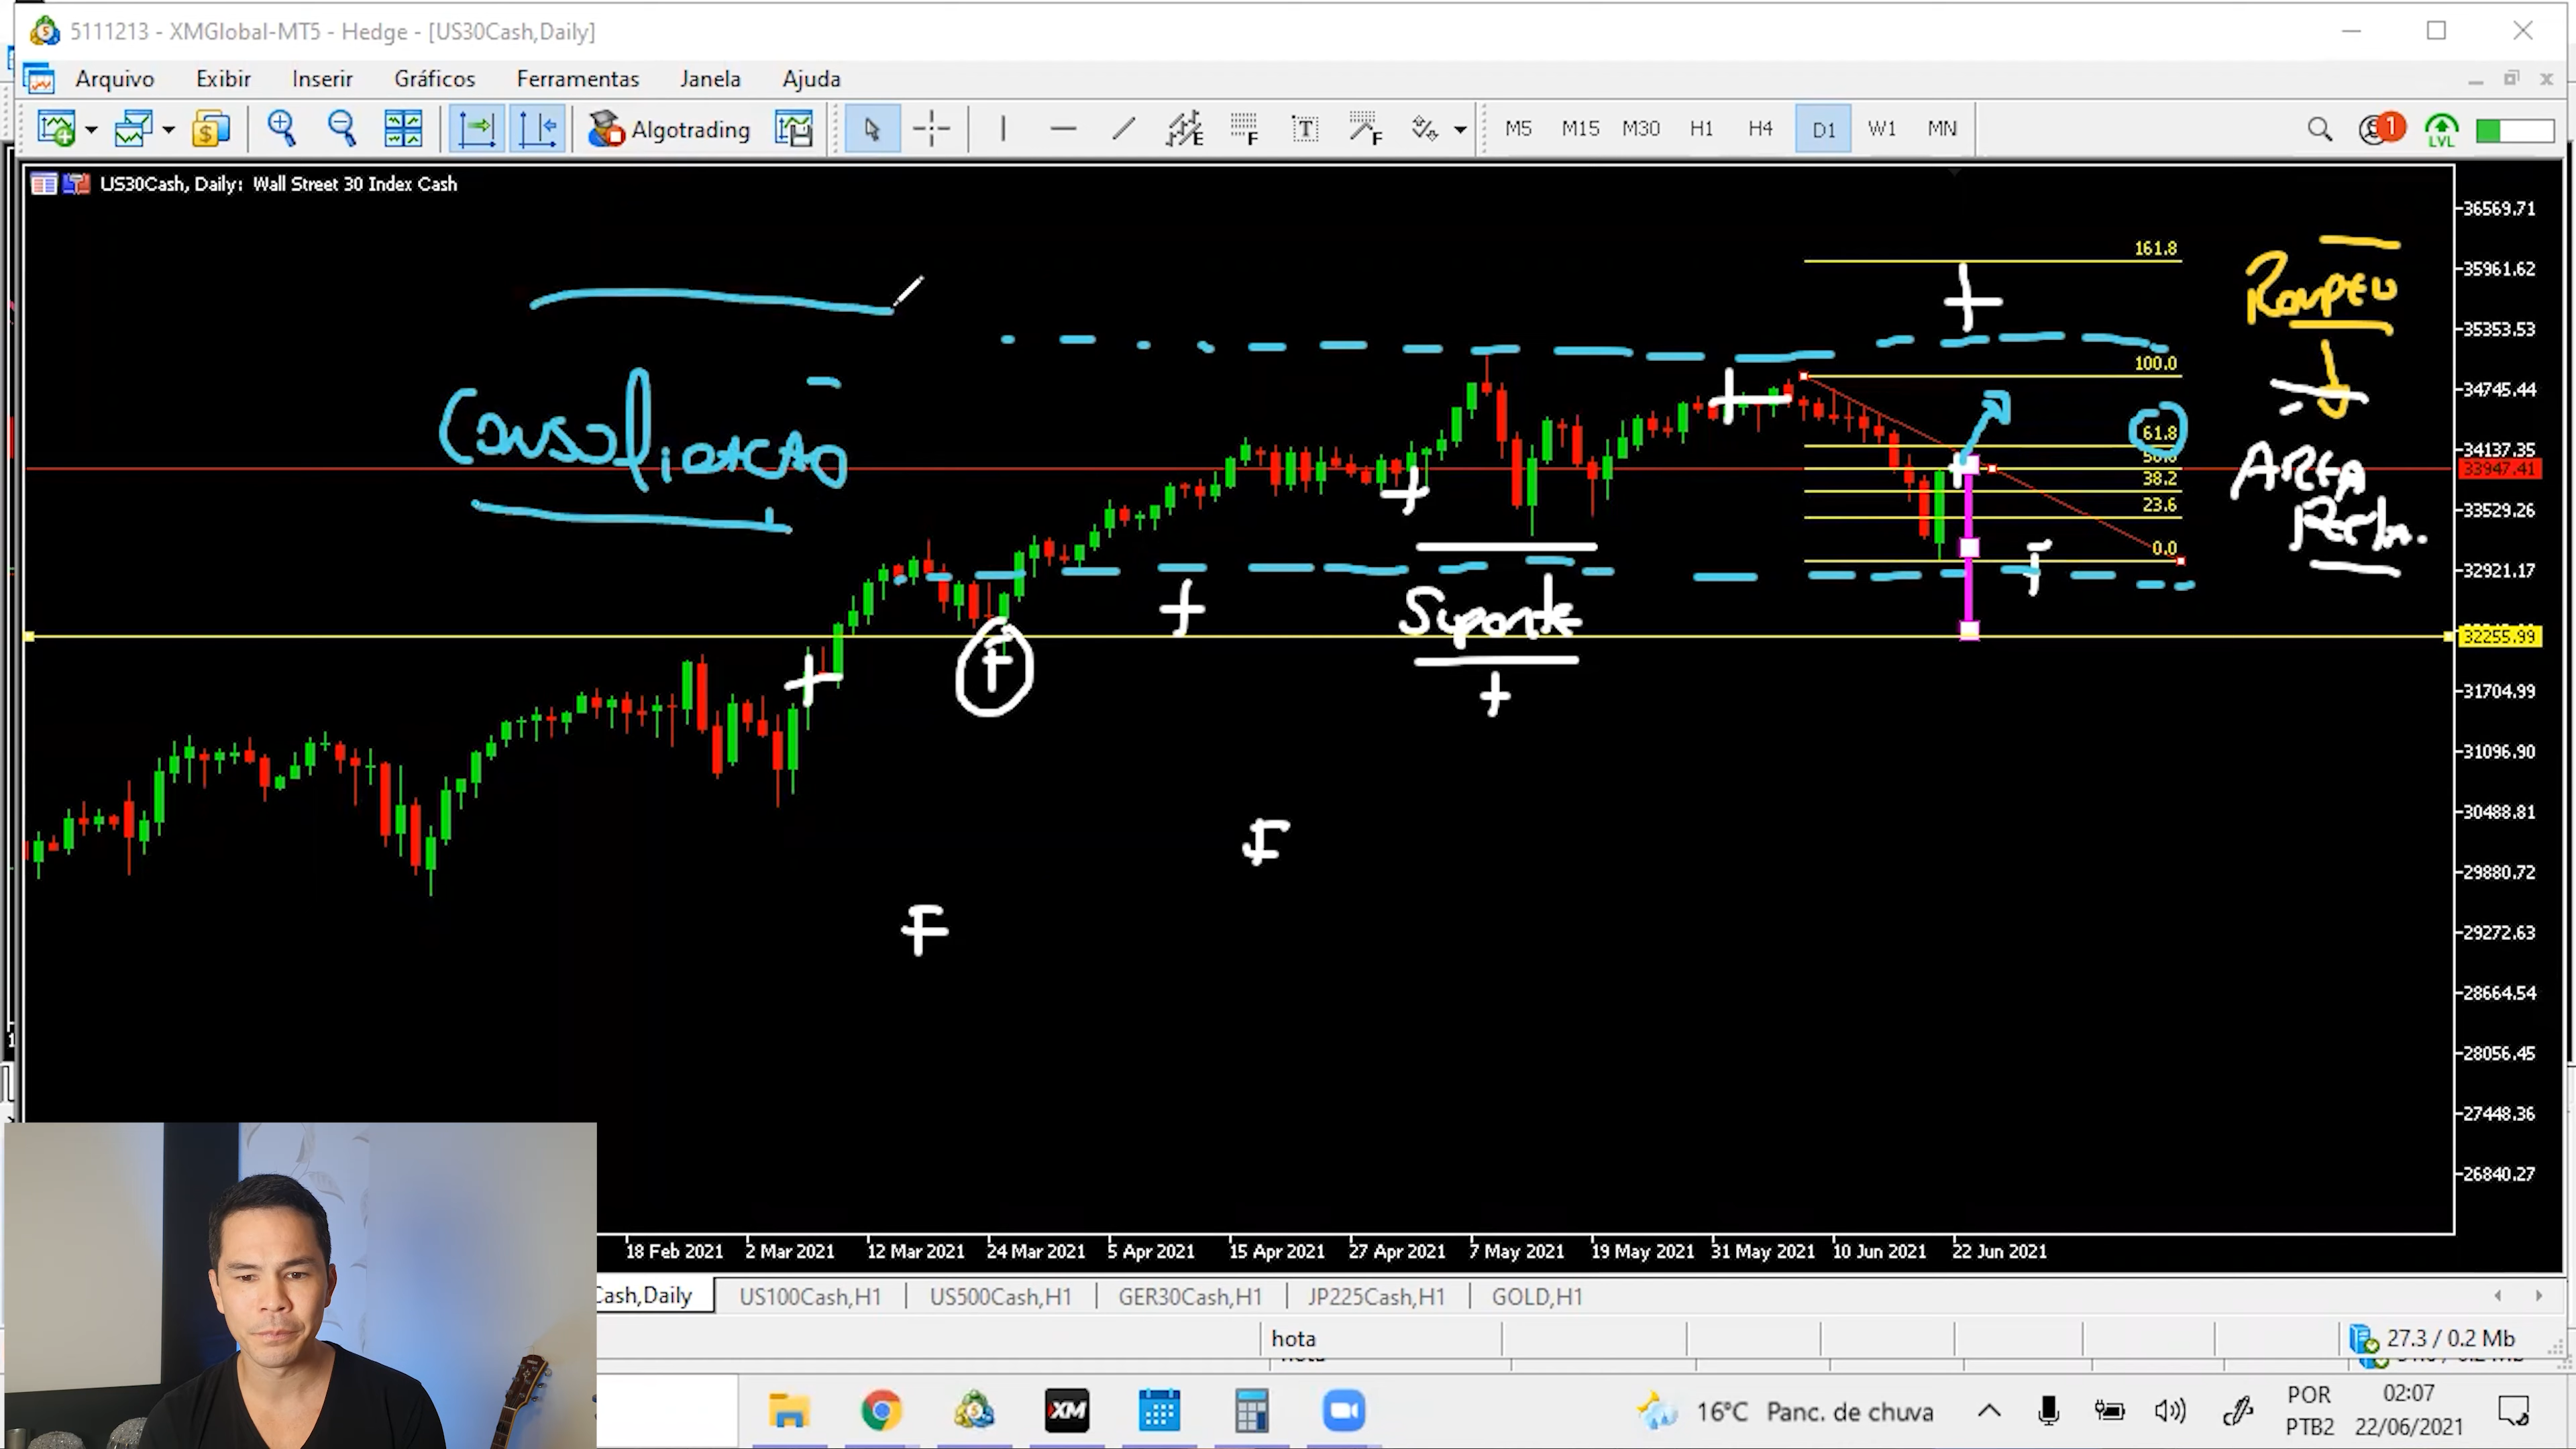 5111213 - XMGlobal-MT5 - Hedge - [US30Cash,Daily]
Arquivo Exibir Inserir Gráficos Ferramentas Janela Ajuda
Algotrading M5 M15 M30 H1 H4 D1 W1 MN 1 LVL
US30Cash, Daily: Wall Street 30 Index Cash
36569.71
161.8
35961.62
Rompeu
35353.53
100.0
34745.44
61.8
34137.35
Consolidação
33947.41
38.2
AREA
23.6
33529.26
0.0
32921.17
Suporte
32255.99
31704.99
31096.90
30488.81
29880.72
29272.63
28664.54
28056.45
27448.36
26840.27
18 Feb 2021 2 Mar 2021 12 Mar 2021 24 Mar 2021 5 Apr 2021 15 Apr 2021 27 Apr 2021 7 May 2021 19 May 2021 31 May 2021 10 Jun 2021 22 Jun 2021
Cash,Daily US100Cash,H1 US500Cash,H1 GER30Cash,H1 JP225Cash,H1 GOLD,H1
hota 27.3 / 0.2 Mb
XM
16°C Panc. de chuva
POR 02:07
PTB2 22/06/2021